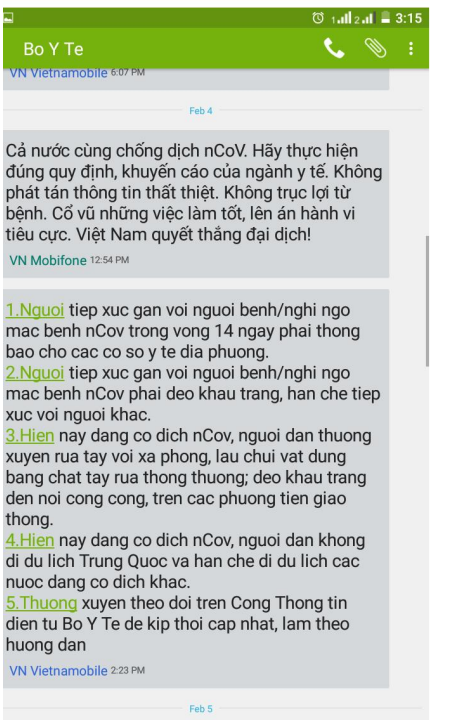 1 2 3:15
Bo Y Te
VN Vietnamobile 6:07 PM
Feb 4
Cả nước cùng chống dịch nCoV. Hãy thực hiện
đúng quy định, khuyến cáo của ngành y tế. Không
phát tán thông tin thất thiệt. Không trục lợi từ
bệnh. Cổ vũ những việc làm tốt, lên án hành vi
tiêu cực. Việt Nam quyết thắng đại dịch!
VN Mobifone 12:54 PM
1.Nguoi tiep xuc gan voi nguoi benh/nghi ngo
mac benh nCov trong vong 14 ngay phai thong
bao cho cac co so y te dia phuong.
2.Nguoi tiep xuc gan voi nguoi benh/nghi ngo
mac benh nCov phai deo khau trang, han che tiep
xuc voi nguoi khac.
3.Hien nay dang co dich nCov, nguoi dan thuong
xuyen rua tay voi xa phong, lau chui vat dung
bang chat tay rua thong thuong; deo khau trang
den noi cong cong, tren cac phuong tien giao
thong.
4.Hien nay dang co dich nCov, nguoi dan khong
di du lich Trung Quoc va han che di du lich cac
nuoc dang co dich khac.
5.Thuong xuyen theo doi tren Cong Thong tin
dien tu Bo Y Te de kip thoi cap nhat, lam theo
huong dan
VN Vietnamobile 2:23 PM
Feb 5